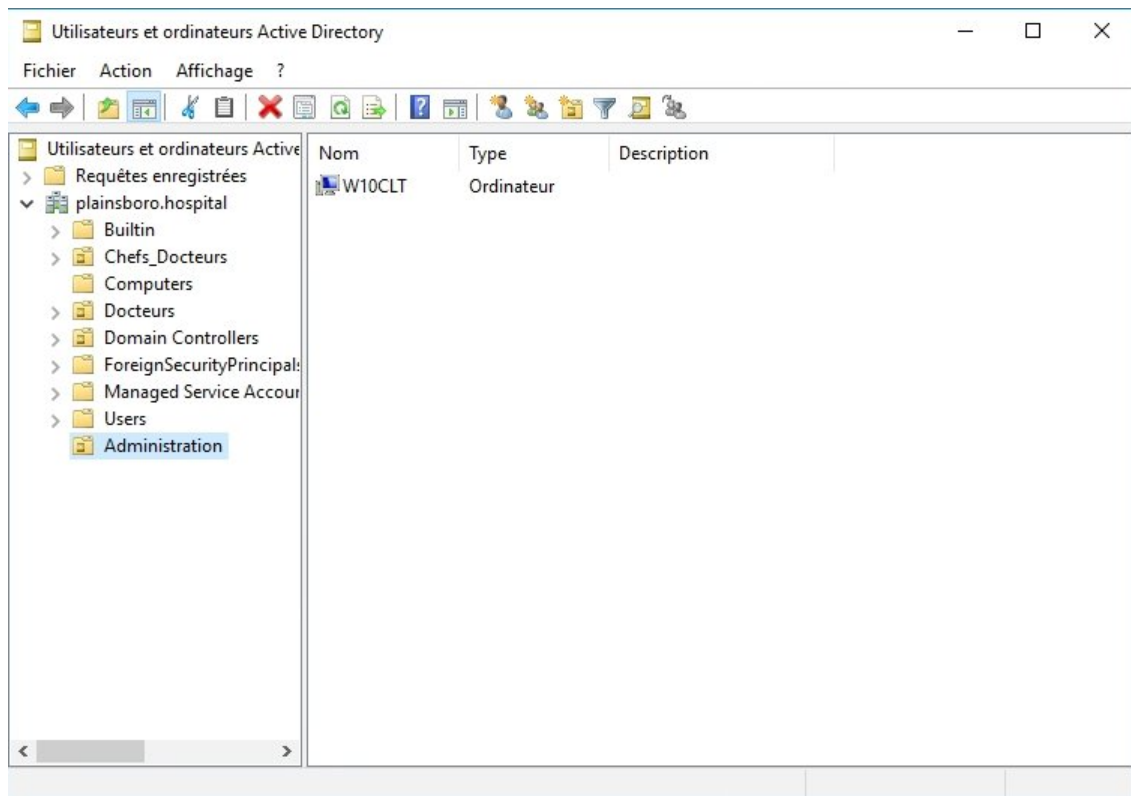 Utilisateurs et ordinateurs Active Directory
Fichier Action Affichage ?
Utilisateurs et ordinateurs Active
Requêtes enregistrées
plainsboro.hospital
Builtin
Chefs_Docteurs
Computers
Docteurs
Domain Controllers
ForeignSecurityPrincipals
Managed Service Accour
Users
Administration
Nom Type Description
W10CLT Ordinateur